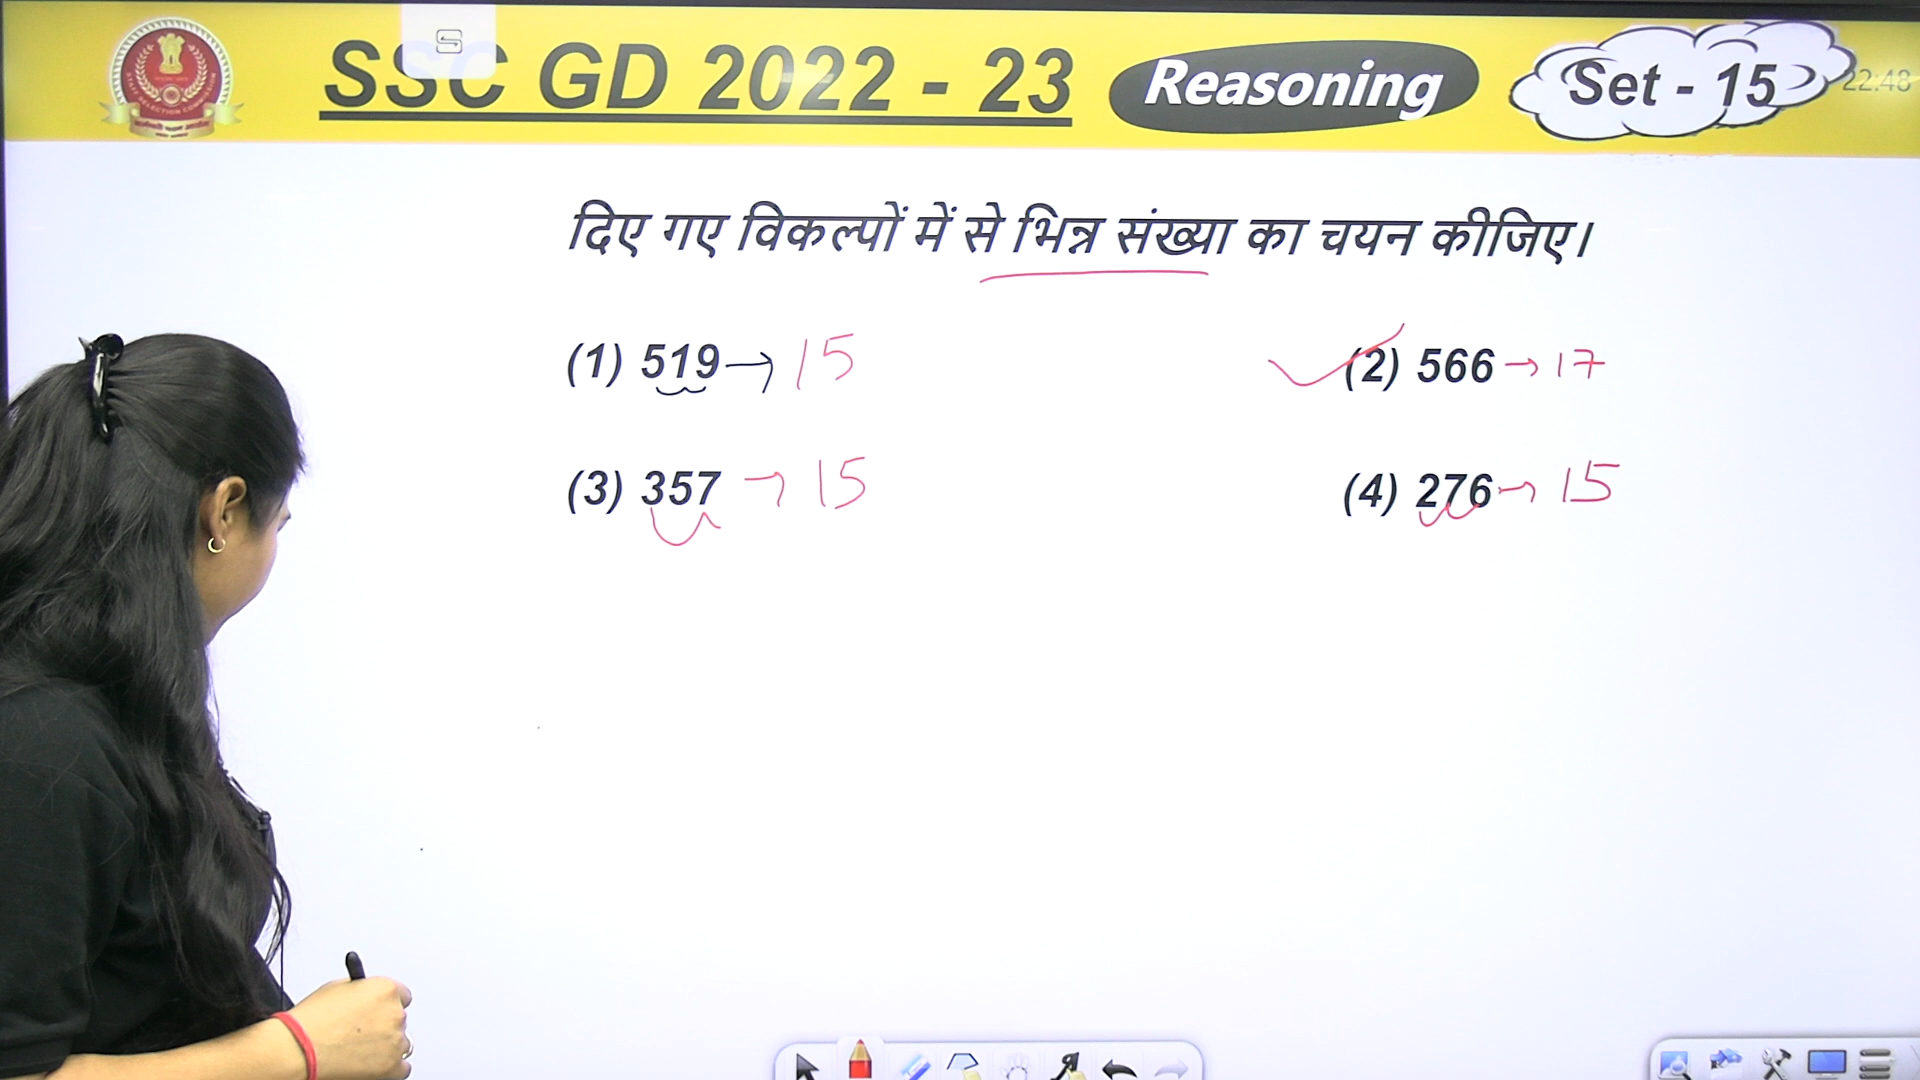 SSC GD 2022 - 23 Reasoning Set - 15 22:48
दिए गए विकल्पों में से भिन्न संख्या का चयन कीजिए।
(1) 519 → 15 (2) 566 → 17
(3) 357 → 15 (4) 276 → 15